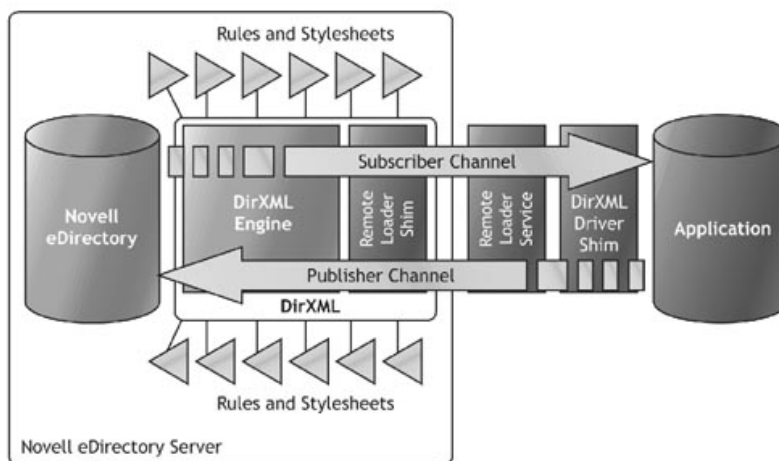 Rules and Stylesheets
Subscriber Channel
Novell
eDirectory
DirXML
Engine
Remote
Loader
Shim
Remote
Loader
Service
DirXML
Driver
Shim
Application
Publisher Channel
DirXML
Rules and Stylesheets
Novell eDirectory Server